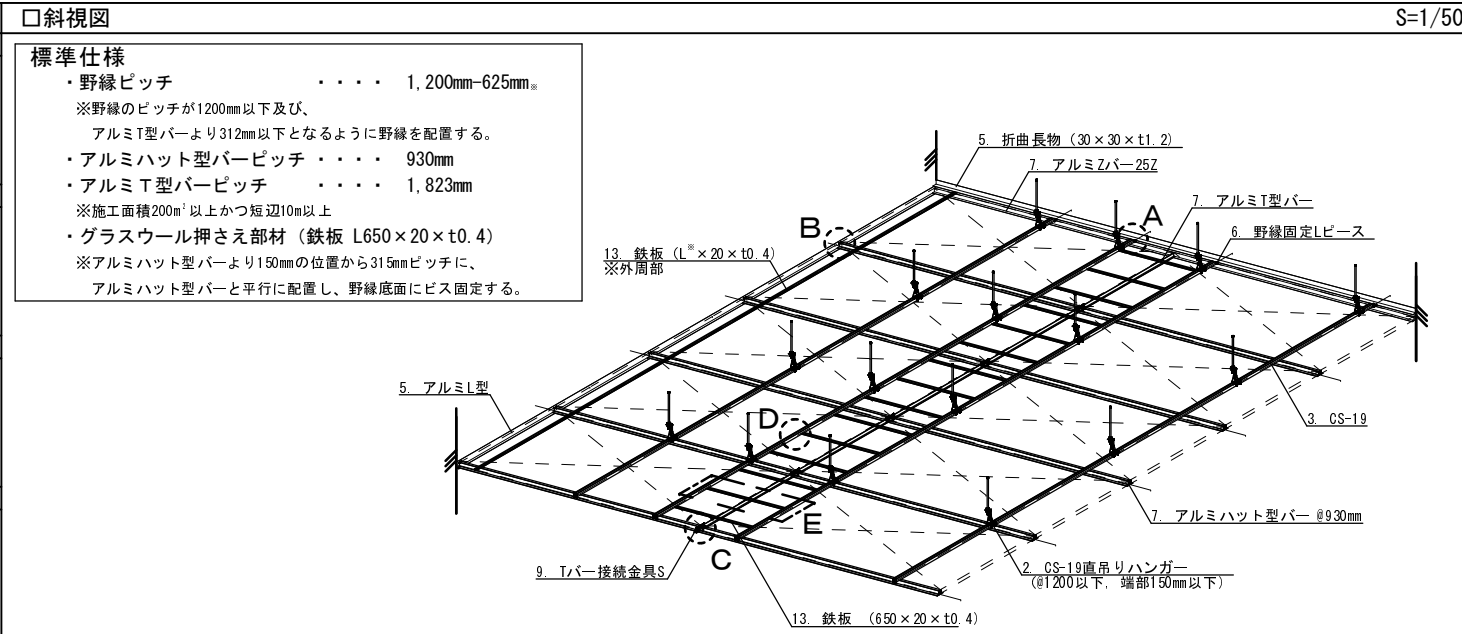 □斜視図
S=1/50
標準仕様
・野縁ピッチ ・・・・ 1,200mm-625mm※
※野縁のピッチが1200mm以下及び、
アルミT型バーより312mm以下となるように野縁を配置する。
・アルミハット型バーピッチ ・・・・ 930mm
・アルミT型バーピッチ ・・・・ 1,823mm
※施工面積200m²以上かつ短辺10m以上
・グラスウール押さえ部材（鉄板 L650×20×t0.4）
※アルミハット型バーより150mmの位置から315mmピッチに、
アルミハット型バーと平行に配置し、野縁底面にビス固定する。
5. 折曲長物（30×30×t1.2）
7. アルミZバー25Z
A
7. アルミT型バー
B
6. 野縁固定Lピース
13. 鉄板（L※×20×t0.4）
※外周部
5. アルミL型
3. CS-19
D
7. アルミハット型バー @930mm
E
C
9. Tバー接続金具S
2. CS-19直吊りハンガー
（@1200以下, 端部150mm以下）
13. 鉄板 （650×20×t0.4）